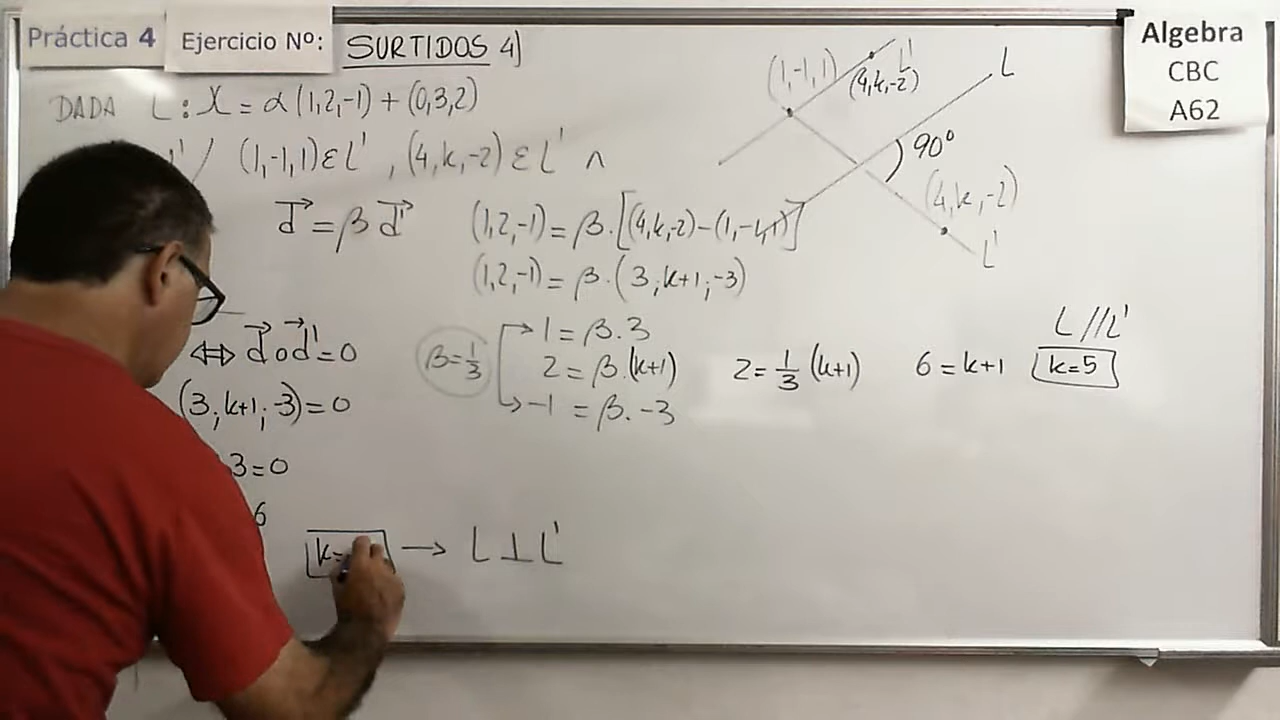 Práctica 4
Ejercicio Nº:
SURTIDOS 4)
Algebra
CBC
A62
DADA L: X = α(1,2,-1) + (0,3,2)
L' / (1,-1,1) ε L' , (4,k,-2) ε L' ∧
(1,-1,1)
(4,k,-2)
L'
L
90º
(4,k,-2)
L'
d⃗ = β d⃗'
(1,2,-1) = β.[(4,k,-2)-(1,-1,1)]
(1,2,-1) = β.(3,k+1,-3)
⇔ d⃗ o d⃗' = 0
(3,k+1,-3) = 0
3 = 0
6
β = 1/3
1 = β.3
2 = β.(k+1)
-1 = β.-3
2 = 1/3 (k+1)
6 = k+1
L // L'
k=5
k= → L ⊥ L'